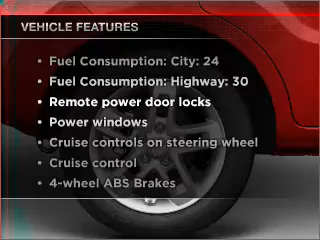 VEHICLE FEATURES
• Fuel Consumption: City: 24
• Fuel Consumption: Highway: 30
• Remote power door locks
• Power windows
• Cruise controls on steering wheel
• Cruise control
• 4-wheel ABS Brakes